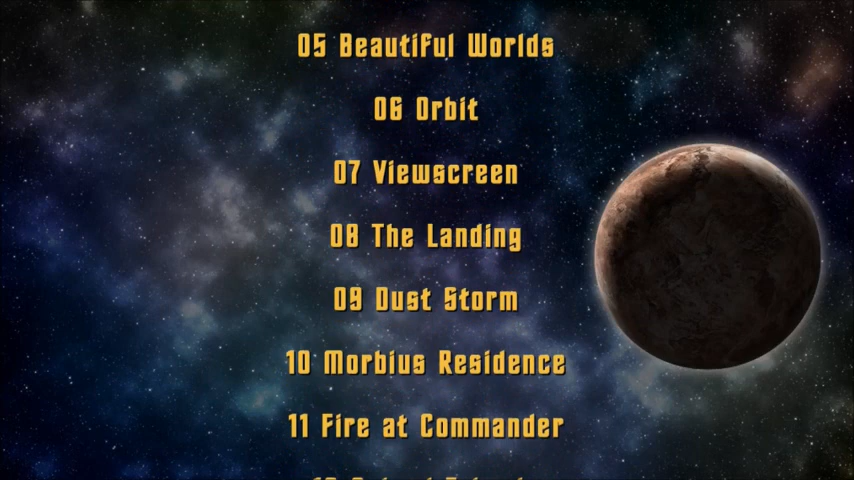 05 Beautiful Worlds
06 Orbit
07 Viewscreen
08 The Landing
09 Dust Storm
10 Morbius Residence
11 Fire at Commander